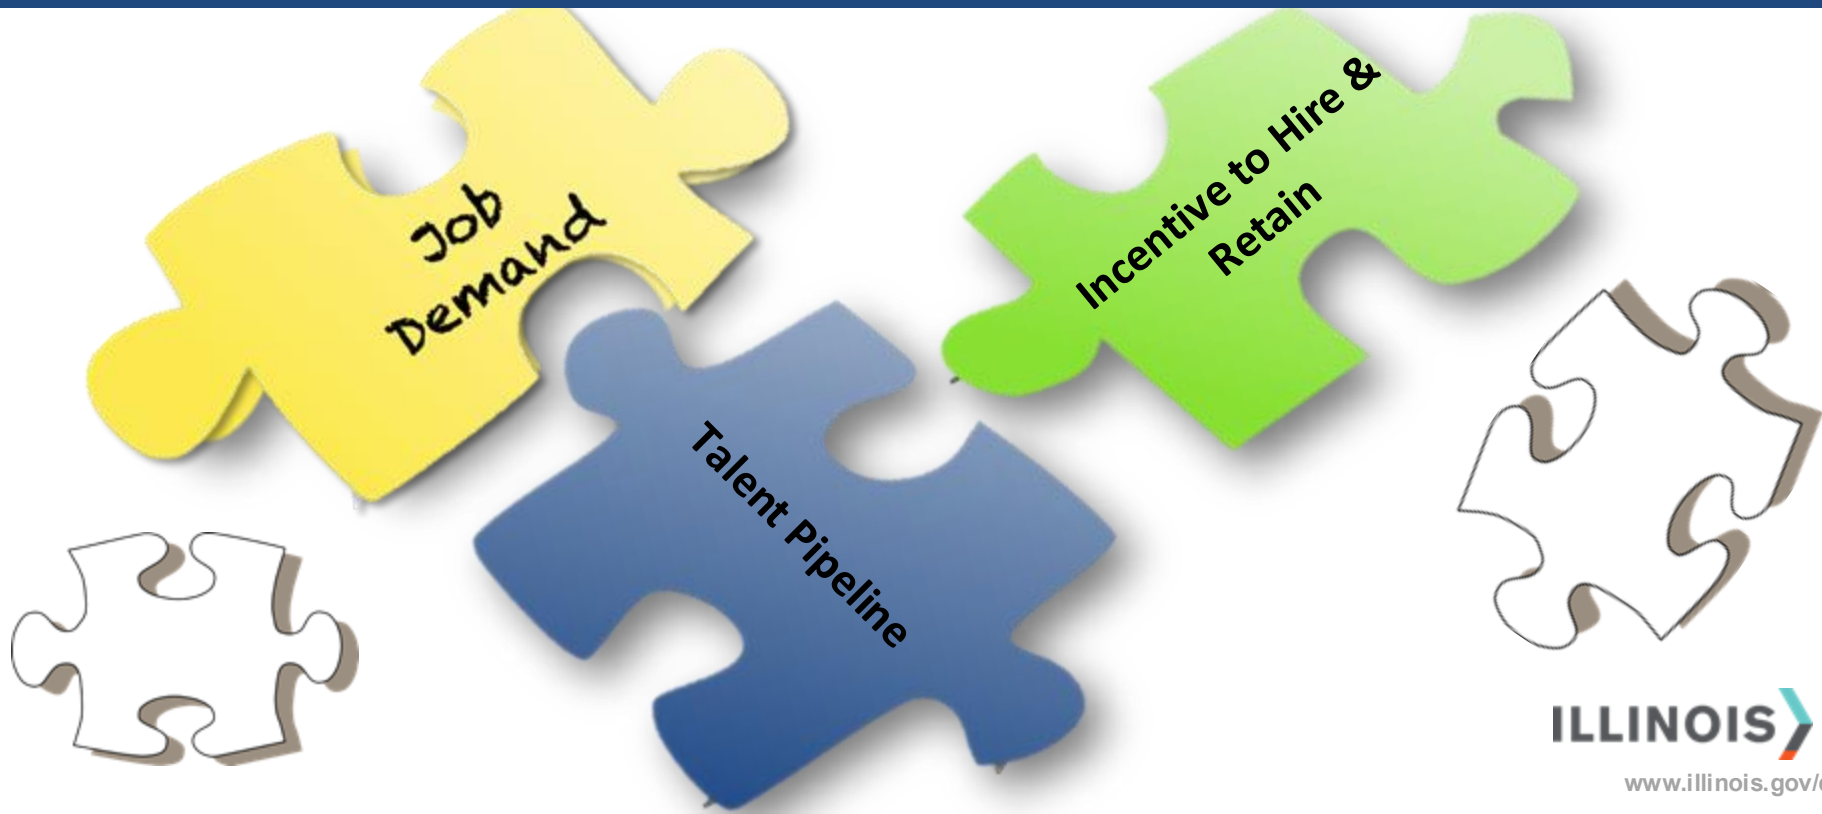 Job
Demand
Incentive to Hire &
Retain
Talent Pipeline
ILLINOIS
www.illinois.gov/